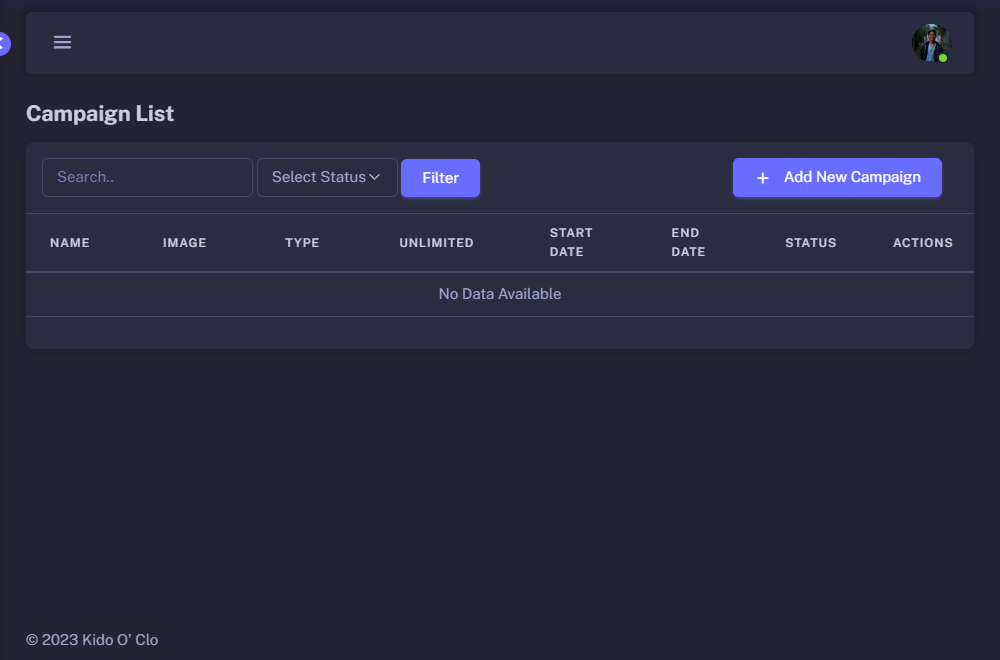 Campaign List
Search..
Select Status
Filter
+ Add New Campaign
NAME
IMAGE
TYPE
UNLIMITED
START
DATE
END
DATE
STATUS
ACTIONS
No Data Available
© 2023 Kido O' Clo